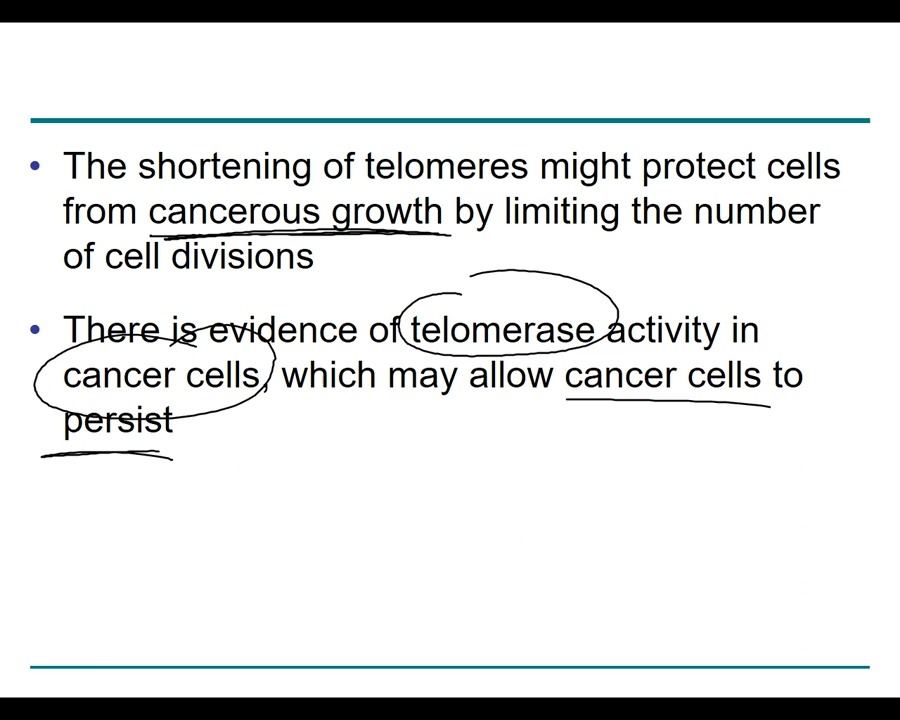 • The shortening of telomeres might protect cells
from cancerous growth by limiting the number
of cell divisions
• There is evidence of telomerase activity in
cancer cells, which may allow cancer cells to
persist